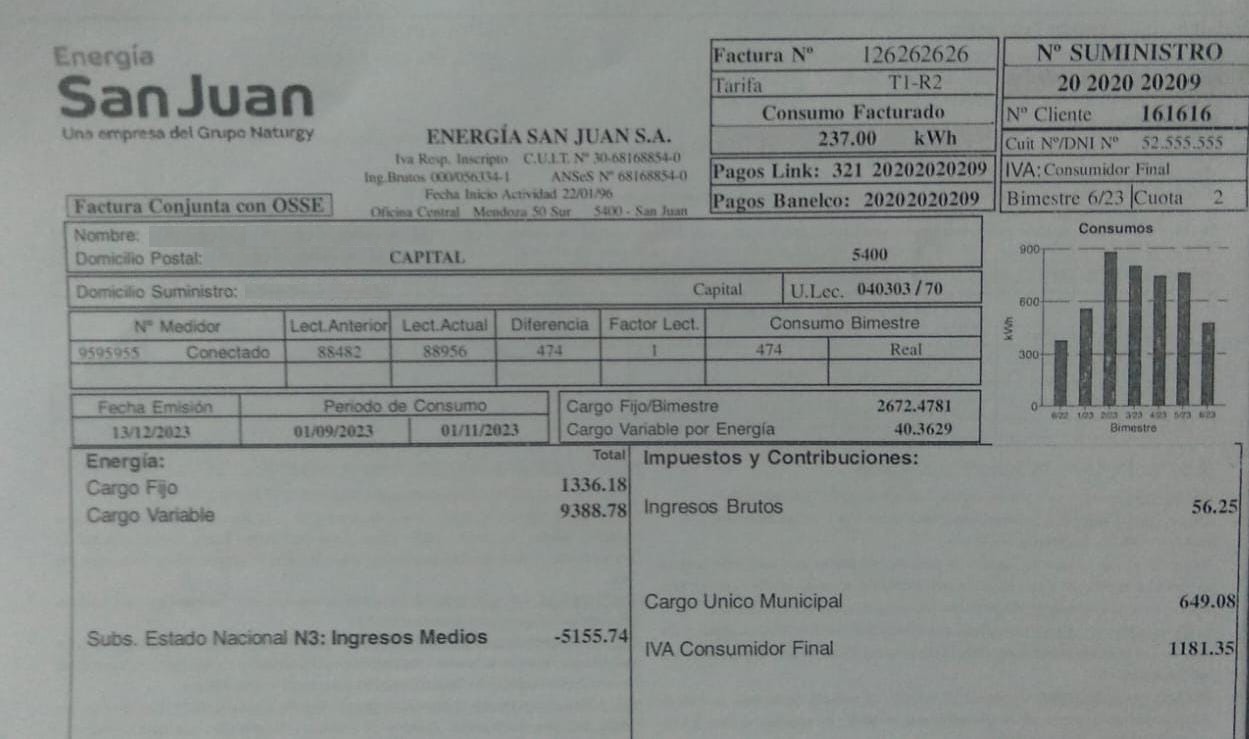 Energía
San Juan
Una empresa del Grupo Naturgy
ENERGÍA SAN JUAN S.A.
Iva Resp. Inscripto C.U.I.T. Nº 30-68168854-0
Ing.Brutos 000/056334-1 ANSeS Nº 68168854-0
Fecha Inicio Actividad 22/01/96
Oficina Central Mendoza 50 Sur 5400 - San Juan
Factura Conjunta con OSSE
Factura Nº 126262626
Tarifa T1-R2
Consumo Facturado
237.00 kWh
Pagos Link: 321 20202020209
Pagos Banelco: 20202020209
Nº SUMINISTRO
20 2020 20209
Nº Cliente 161616
Cuit Nº/DNI Nº 52.555.555
IVA: Consumidor Final
Bimestre 6/23 Cuota 2
Nombre:
Domicilio Postal: CAPITAL 5400
Domicilio Suministro: Capital U.Lec. 040303 / 70
Nº Medidor Lect.Anterior Lect.Actual Diferencia Factor Lect. Consumo Bimestre
9595955 Conectado 88482 88956 474 1 474 Real
Consumos
900
600
300
0
kWh
6/22 1/23 2/23 3/23 4/23 5/23 6/23
Bimestre
Fecha Emisión Periodo de Consumo
13/12/2023 01/09/2023 01/11/2023
Cargo Fijo/Bimestre 2672.4781
Cargo Variable por Energía 40.3629
Energía: Total
Cargo Fijo 1336.18
Cargo Variable 9388.78
Subs. Estado Nacional N3: Ingresos Medios -5155.74
Impuestos y Contribuciones:
Ingresos Brutos 56.25
Cargo Unico Municipal 649.08
IVA Consumidor Final 1181.35